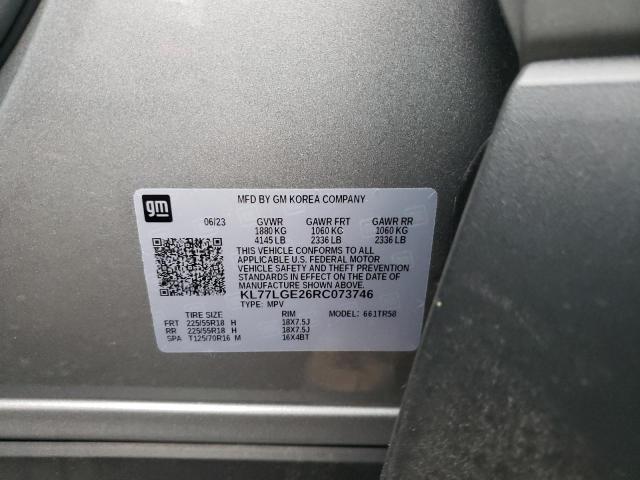 gm
MFD BY GM KOREA COMPANY
06/23 GVWR GAWR FRT GAWR RR
1880 KG 1060 KG 1060 KG
4145 LB 2336 LB 2336 LB
THIS VEHICLE CONFORMS TO ALL
APPLICABLE U.S. FEDERAL MOTOR
VEHICLE SAFETY AND THEFT PREVENTION
STANDARDS IN EFFECT ON THE DATE OF
MANUFACTURE SHOWN ABOVE.
KL77LGE26RC073746
TYPE: MPV
TIRE SIZE RIM MODEL: 661TR58
FRT 225/55R18 H 18X7.5J
RR 225/55R18 H 18X7.5J
SPA T125/70R16 M 16X4BT